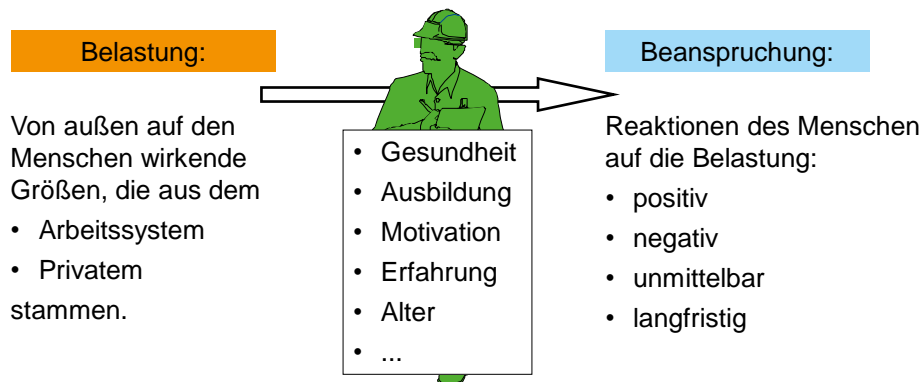 Belastung:
Von außen auf den
Menschen wirkende
Größen, die aus dem
• Arbeitssystem
• Privatem
stammen.
• Gesundheit
• Ausbildung
• Motivation
• Erfahrung
• Alter
• ...
Beanspruchung:
Reaktionen des Menschen
auf die Belastung:
• positiv
• negativ
• unmittelbar
• langfristig